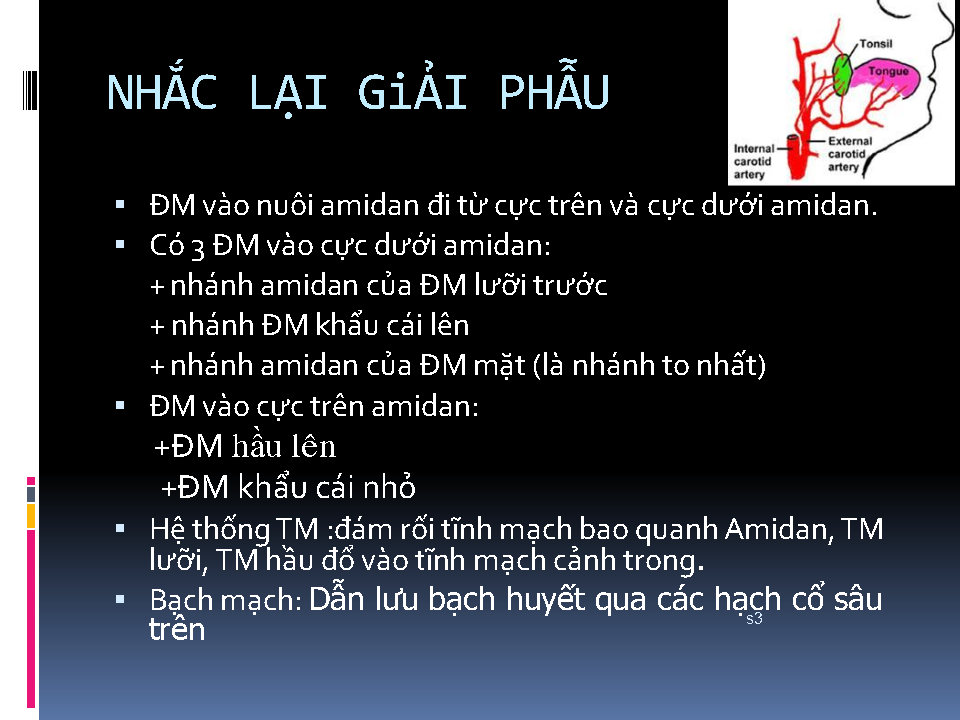 NHẮC LẠI GiẢI PHẪU
Tonsil
Tongue
Internal
carotid
artery
External
carotid
artery
▪ ĐM vào nuôi amidan đi từ cực trên và cực dưới amidan.
▪ Có 3 ĐM vào cực dưới amidan:
+ nhánh amidan của ĐM lưỡi trước
+ nhánh ĐM khẩu cái lên
+ nhánh amidan của ĐM mặt (là nhánh to nhất)
▪ ĐM vào cực trên amidan:
+ĐM hầu lên
+ĐM khẩu cái nhỏ
▪ Hệ thống TM :đám rối tĩnh mạch bao quanh Amidan, TM
lưỡi, TM hầu đổ vào tĩnh mạch cảnh trong.
▪ Bạch mạch: Dẫn lưu bạch huyết qua các hạch cổ sâu
trên
s3